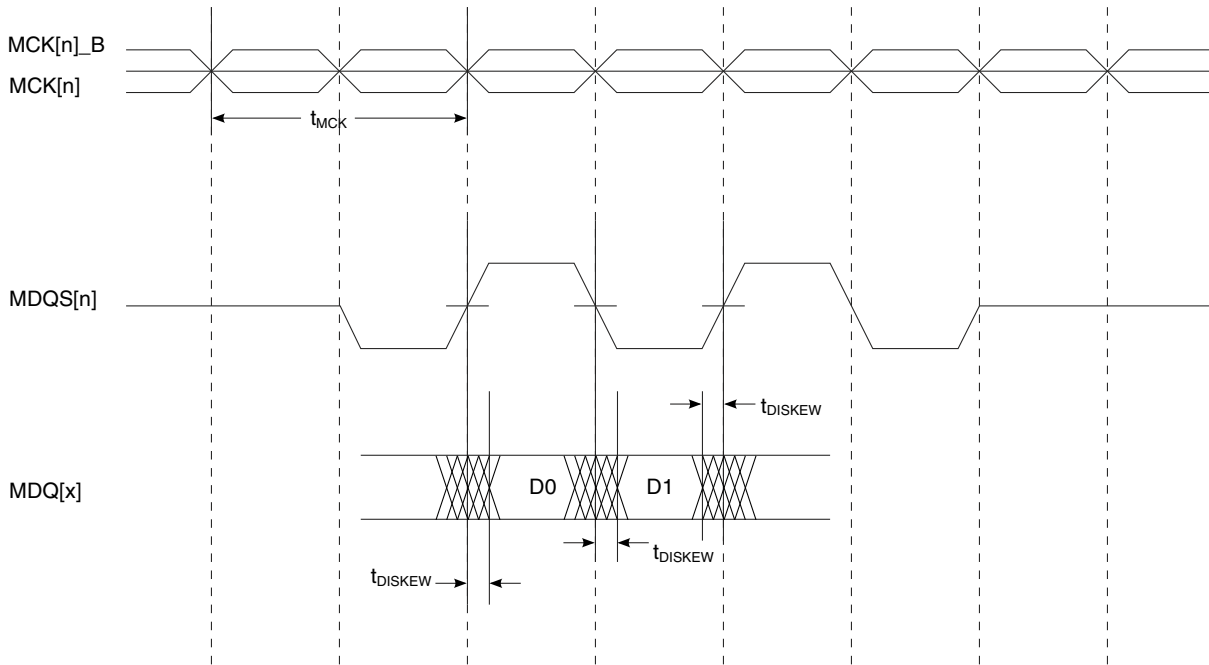 MCK[n]_B
MCK[n]
tMCK
MDQS[n]
tDISKEW
MDQ[x]
D0
D1
tDISKEW
tDISKEW